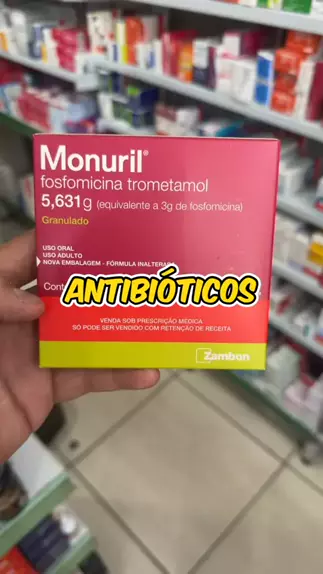 Monuril®
fosfomicina trometamol
5,631g (equivalente a 3g de fosfomicina)
Granulado
USO ORAL
USO ADULTO
NOVA EMBALAGEM - FÓRMULA INALTERADA
ANTIBIÓTICOS
VENDA SOB PRESCRIÇÃO MÉDICA
SÓ PODE SER VENDIDO COM RETENÇÃO DE RECEITA
Zambon